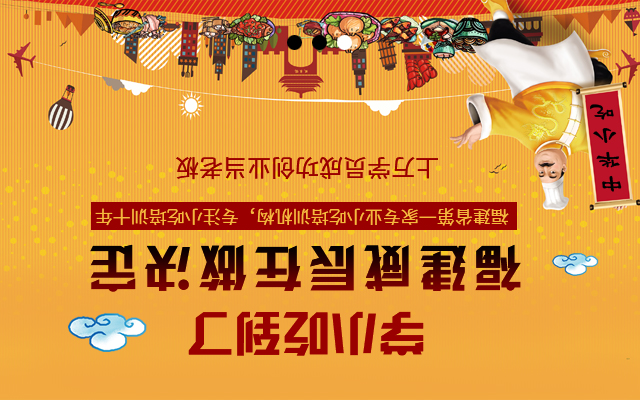 学小吃到了
福建威辰在做决定
福建省第一家专业小吃培训机构，专注小吃培训十年
上万学员成功创业当老板
中华小吃